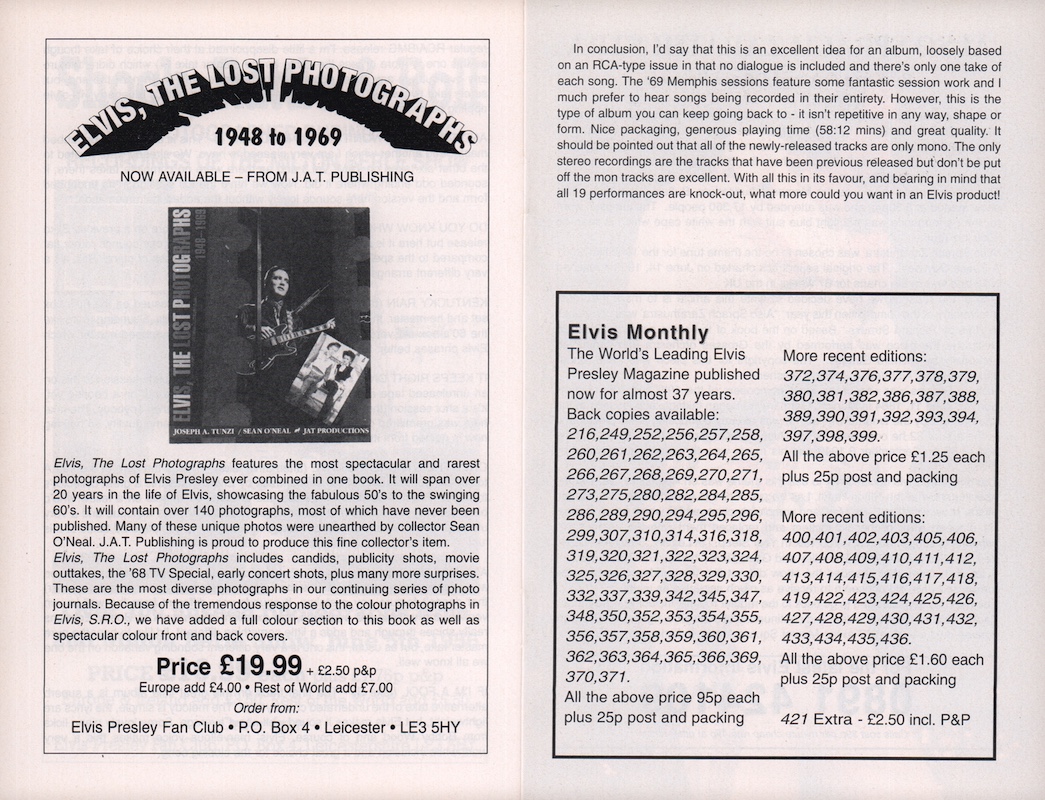 ELVIS, THE LOST PHOTOGRAPHS
1948 to 1969
NOW AVAILABLE – FROM J.A.T. PUBLISHING
ELVIS, THE LOST PHOTOGRAPHS
1948-1969
JOSEPH A. TUNZI / SEAN O'NEAL JAT PRODUCTIONS
Elvis, The Lost Photographs features the most spectacular and rarest
photographs of Elvis Presley ever combined in one book. It will span over
20 years in the life of Elvis, showcasing the fabulous 50's to the swinging
60's. It will contain over 140 photographs, most of which have never been
published. Many of these unique photos were unearthed by collector Sean
O'Neal. J.A.T. Publishing is proud to produce this fine collector's item.
Elvis, The Lost Photographs includes candids, publicity shots, movie
outtakes, the '68 TV Special, early concert shots, plus many more surprises.
These are the most diverse photographs in our continuing series of photo
journals. Because of the tremendous response to the colour photographs in
Elvis, S.R.O., we have added a full colour section to this book as well as
spectacular colour front and back covers.
Price £19.99 + £2.50 p&p
Europe add £4.00 • Rest of World add £7.00
Order from:
Elvis Presley Fan Club • P.O. Box 4 • Leicester • LE3 5HY
In conclusion, I'd say that this is an excellent idea for an album, loosely based
on an RCA-type issue in that no dialogue is included and there's only one take of
each song. The '69 Memphis sessions feature some fantastic session work and I
much prefer to hear songs being recorded in their entirety. However, this is the
type of album you can keep going back to - it isn't repetitive in any way, shape or
form. Nice packaging, generous playing time (58:12 mins) and great quality. It
should be pointed out that all of the newly-released tracks are only mono. The only
stereo recordings are the tracks that have been previous released but don't be put
off the mon tracks are excellent. With all this in its favour, and bearing in mind that
all 19 performances are knock-out, what more could you want in an Elvis product!
Elvis Monthly
The World's Leading Elvis
Presley Magazine published
now for almost 37 years.
Back copies available:
216,249,252,256,257,258,
260,261,262,263,264,265,
266,267,268,269,270,271,
273,275,280,282,284,285,
286,289,290,294,295,296,
299,307,310,314,316,318,
319,320,321,322,323,324,
325,326,327,328,329,330,
332,337,339,342,345,347,
348,350,352,353,354,355,
356,357,358,359,360,361,
362,363,364,365,366,369,
370,371.
All the above price 95p each
plus 25p post and packing
More recent editions:
372,374,376,377,378,379,
380,381,382,386,387,388,
389,390,391,392,393,394,
397,398,399.
All the above price £1.25 each
plus 25p post and packing
More recent editions:
400,401,402,403,405,406,
407,408,409,410,411,412,
413,414,415,416,417,418,
419,422,423,424,425,426,
427,428,429,430,431,432,
433,434,435,436.
All the above price £1.60 each
plus 25p post and packing
421 Extra - £2.50 incl. P&P